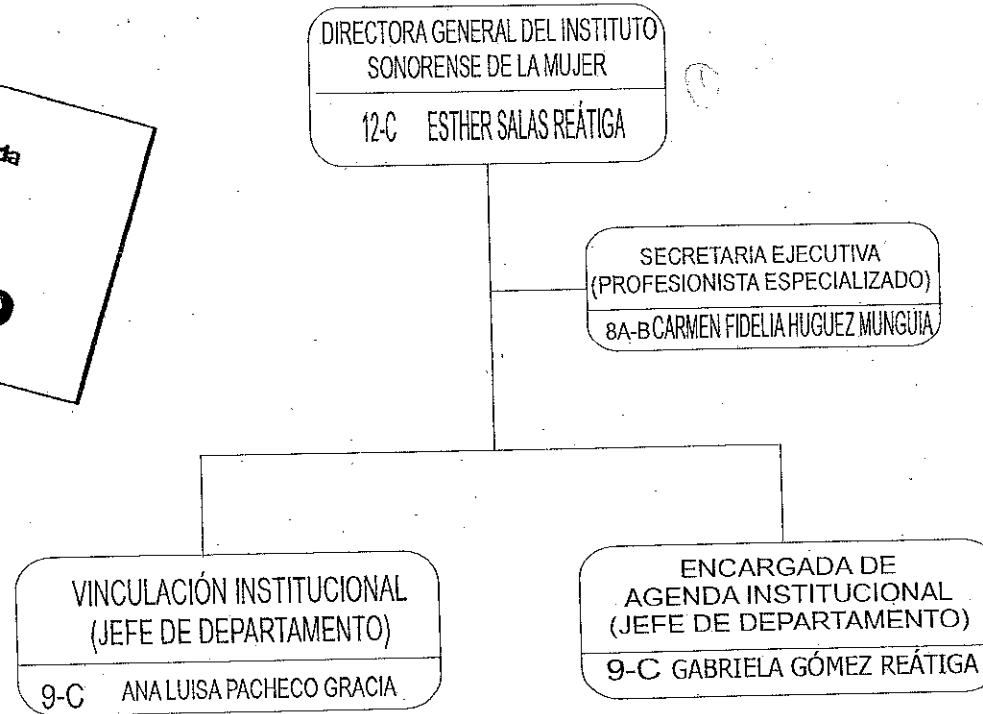 DIRECTORA GENERAL DEL INSTITUTO
SONORENSE DE LA MUJER
12-C ESTHER SALAS REÁTIGA
SECRETARIA EJECUTIVA
(PROFESIONISTA ESPECIALIZADO)
8A-B CARMEN FIDELIA HUGUEZ MUNGUIA
VINCULACIÓN INSTITUCIONAL
(JEFE DE DEPARTAMENTO)
9-C ANA LUISA PACHECO GRACIA
ENCARGADA DE
AGENDA INSTITUCIONAL
(JEFE DE DEPARTAMENTO)
9-C GABRIELA GÓMEZ REÁTIGA